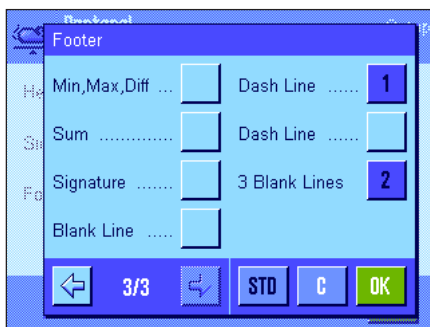 Footer
Min,Max,Diff ... Dash Line ...... 1
Sum .............. Dash Line ......
Signature ....... 3 Blank Lines 2
Blank Line .....
3/3 STD C OK